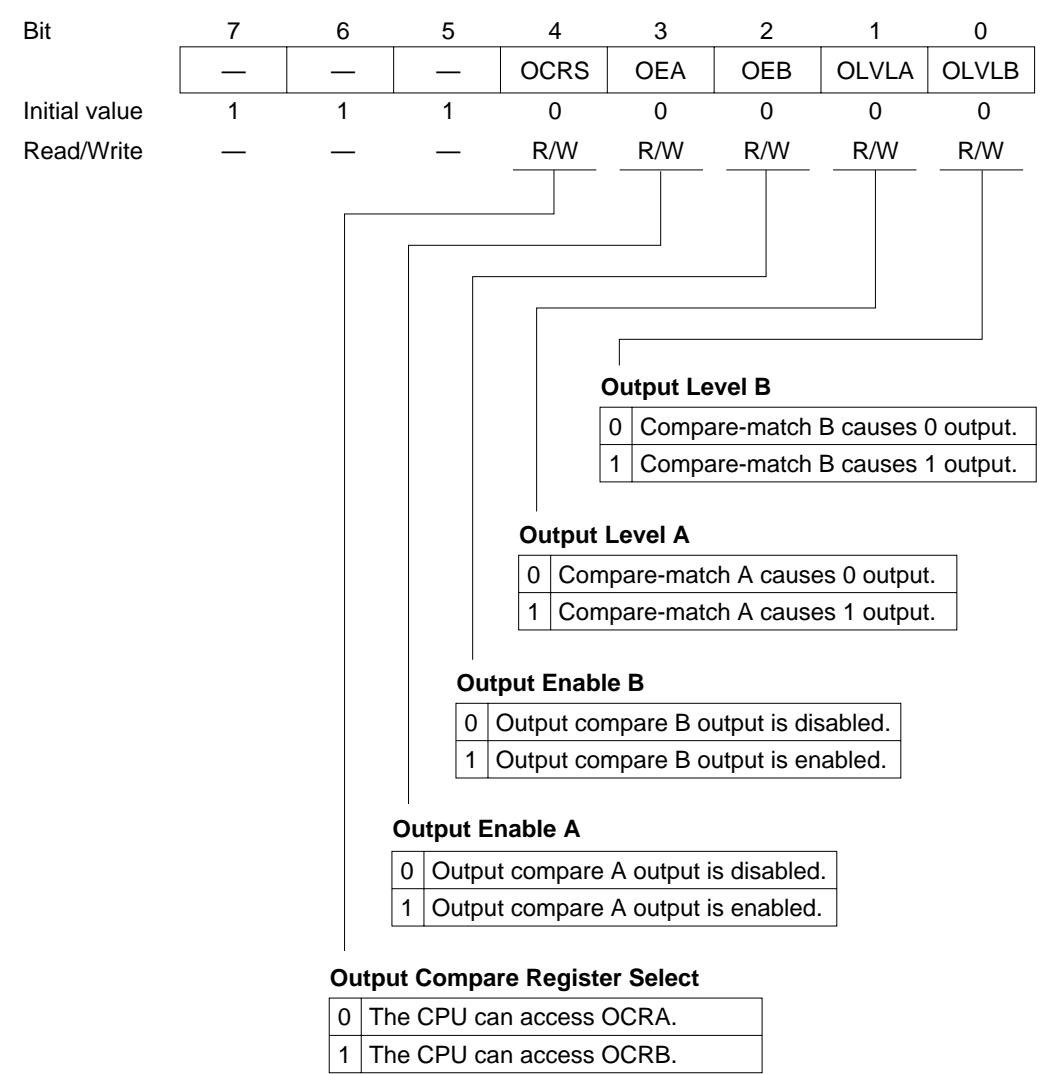 Bit 7 6 5 4 3 2 1 0
— — — OCRS OEA OEB OLVLA OLVLB
Initial value 1 1 1 0 0 0 0 0
Read/Write — — — R/W R/W R/W R/W R/W
Output Level B
0 Compare-match B causes 0 output.
1 Compare-match B causes 1 output.
Output Level A
0 Compare-match A causes 0 output.
1 Compare-match A causes 1 output.
Output Enable B
0 Output compare B output is disabled.
1 Output compare B output is enabled.
Output Enable A
0 Output compare A output is disabled.
1 Output compare A output is enabled.
Output Compare Register Select
0 The CPU can access OCRA.
1 The CPU can access OCRB.